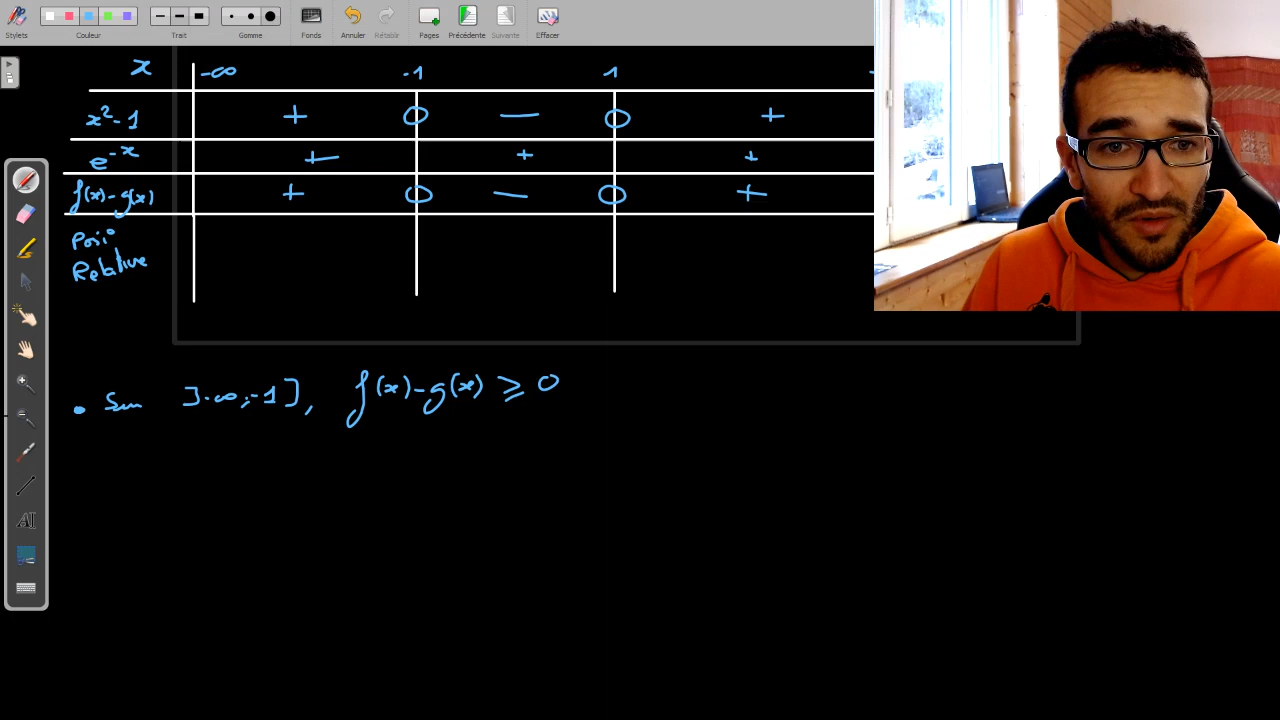 Stylets Couleur Trait Gomme Fonds Annuler Rétablir Pages Précédente Suivante Effacer
x -∞ -1 1
x²-1 + 0 — 0 +
e^-x + + +
f(x)-g(x) + 0 — 0 +
Posi°
Relative
• Sur ]-∞;-1], f(x)-g(x) ⩾ 0
AI